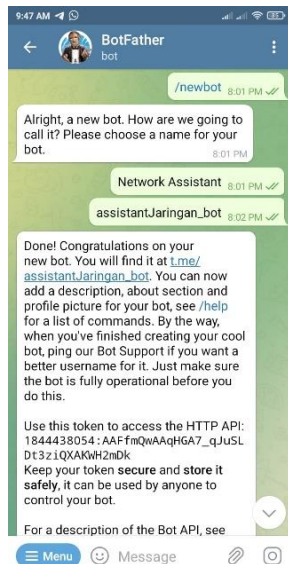 9:47 AM
BotFather
bot
/newbot 8:01 PM
Alright, a new bot. How are we going to
call it? Please choose a name for your
bot.
8:01 PM
Network Assistant 8:01 PM
assistantJaringan_bot 8:02 PM
Done! Congratulations on your
new bot. You will find it at t.me/
assistantJaringan_bot. You can now
add a description, about section and
profile picture for your bot, see /help
for a list of commands. By the way,
when you've finished creating your cool
bot, ping our Bot Support if you want a
better username for it. Just make sure
the bot is fully operational before you
do this.
Use this token to access the HTTP API:
1844438054:AAFfmQwAAqHGA7_qJuSL
Dt3ziQXAKWH2mDk
Keep your token secure and store it
safely, it can be used by anyone to
control your bot.
For a description of the Bot API, see
Menu
Message